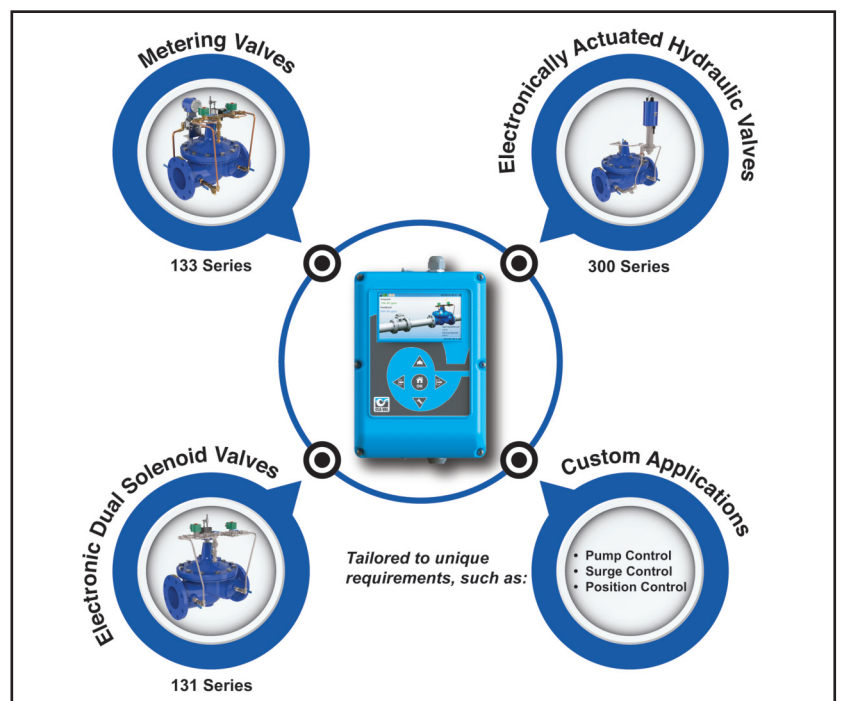 Metering Valves
133 Series
Electronically Actuated Hydraulic Valves
300 Series
Electronic Dual Solenoid Valves
131 Series
Tailored to unique
requirements, such as:
Custom Applications
• Pump Control
• Surge Control
• Position Control